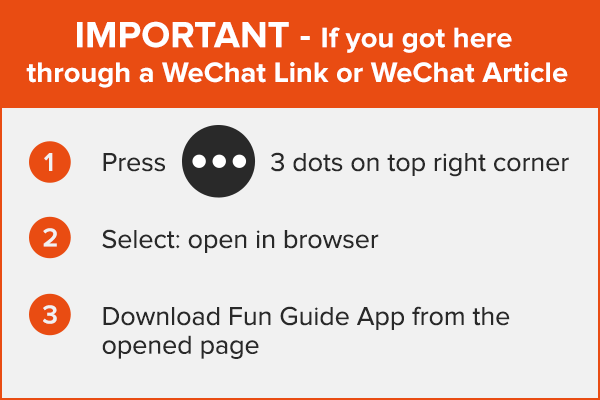 IMPORTANT - If you got here
through a WeChat Link or WeChat Article
1 Press 3 dots on top right corner
2 Select: open in browser
3 Download Fun Guide App from the
opened page